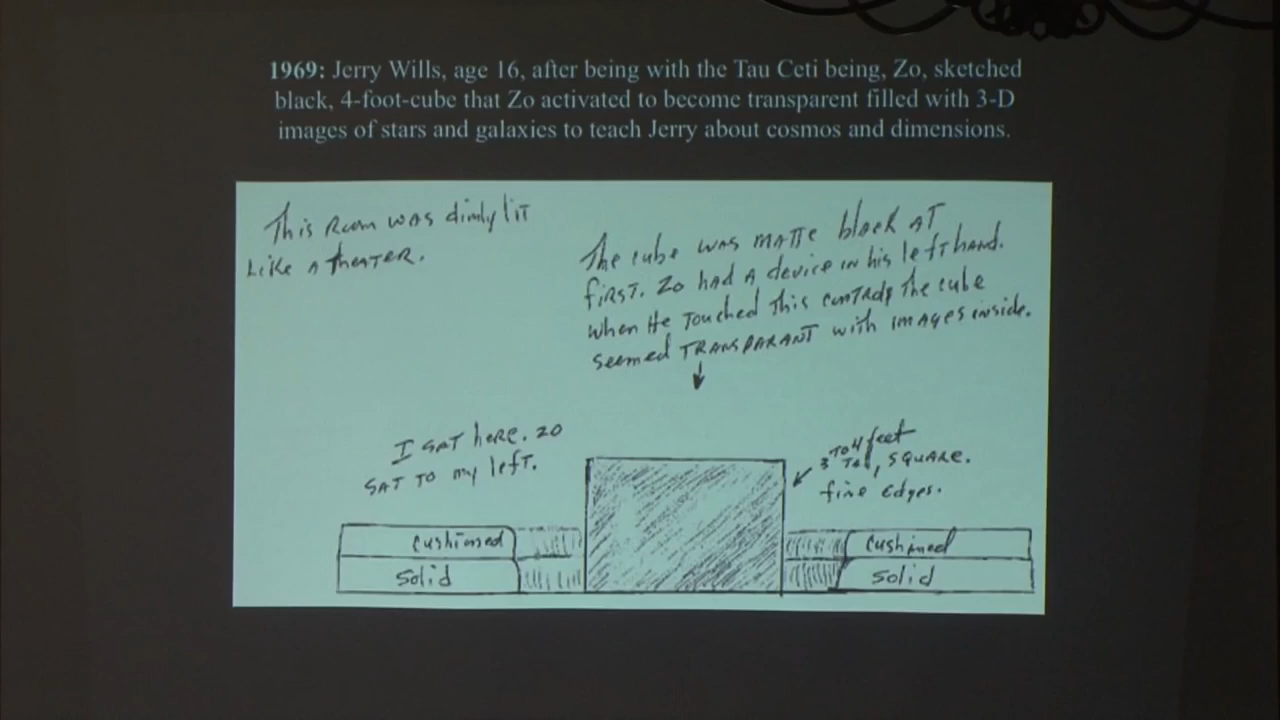 1969: Jerry Wills, age 16, after being with the Tau Ceti being, Zo, sketched
black, 4-foot-cube that Zo activated to become transparent filled with 3-D
images of stars and galaxies to teach Jerry about cosmos and dimensions.
This Room was dimly lit
Like a Theater.
The cube was matte black at
first. Zo had a device in his left hand.
when He Touched this controls the cube
seemed TRANSPARANT with images inside.
I sat here. Zo
sat to my left.
3 to 4 feet
square.
fine edges.
cushioned
solid
cushioned
solid